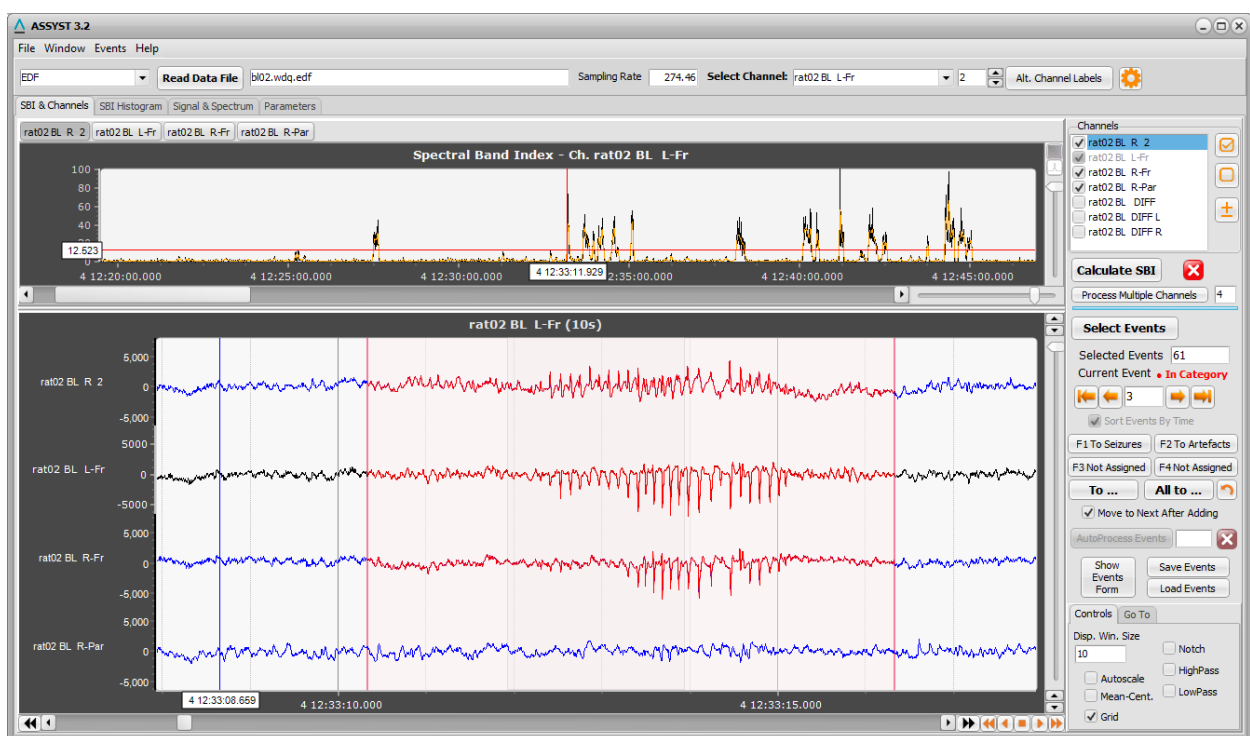 ASSYST 3.2
File Window Events Help
EDF Read Data File bl02.wdq.edf Sampling Rate 274.46 Select Channel: rat02 BL L-Fr 2 Alt. Channel Labels
SBI & Channels SBI Histogram Signal & Spectrum Parameters
rat02 BL R 2 rat02 BL L-Fr rat02 BL R-Fr rat02 BL R-Par
Spectral Band Index - Ch. rat02 BL L-Fr
100
80
60
40
12.523
0
4 12:20:00.000 4 12:25:00.000 4 12:30:00.000 4 12:33:11.929 2:35:00.000 4 12:40:00.000 4 12:45:00.000
rat02 BL L-Fr (10s)
5,000
rat02 BL R 2 0
-5,000
5000
rat02 BL L-Fr 0
-5000
5,000
rat02 BL R-Fr 0
-5,000
5,000
rat02 BL R-Par 0
-5,000
4 12:33:08.659 4 12:33:10.000 4 12:33:15.000
Channels
rat02 BL R 2
rat02 BL L-Fr
rat02 BL R-Fr
rat02 BL R-Par
rat02 BL DIFF
rat02 BL DIFF L
rat02 BL DIFF R
Calculate SBI
Process Multiple Channels 4
Select Events
Selected Events 61
Current Event • In Category
3
Sort Events By Time
F1 To Seizures F2 To Artefacts
F3 Not Assigned F4 Not Assigned
To ... All to ...
Move to Next After Adding
AutoProcess Events
Show Events Form
Save Events
Load Events
Controls Go To
Disp. Win. Size
10
Notch
HighPass
Autoscale
LowPass
Mean-Cent.
Grid